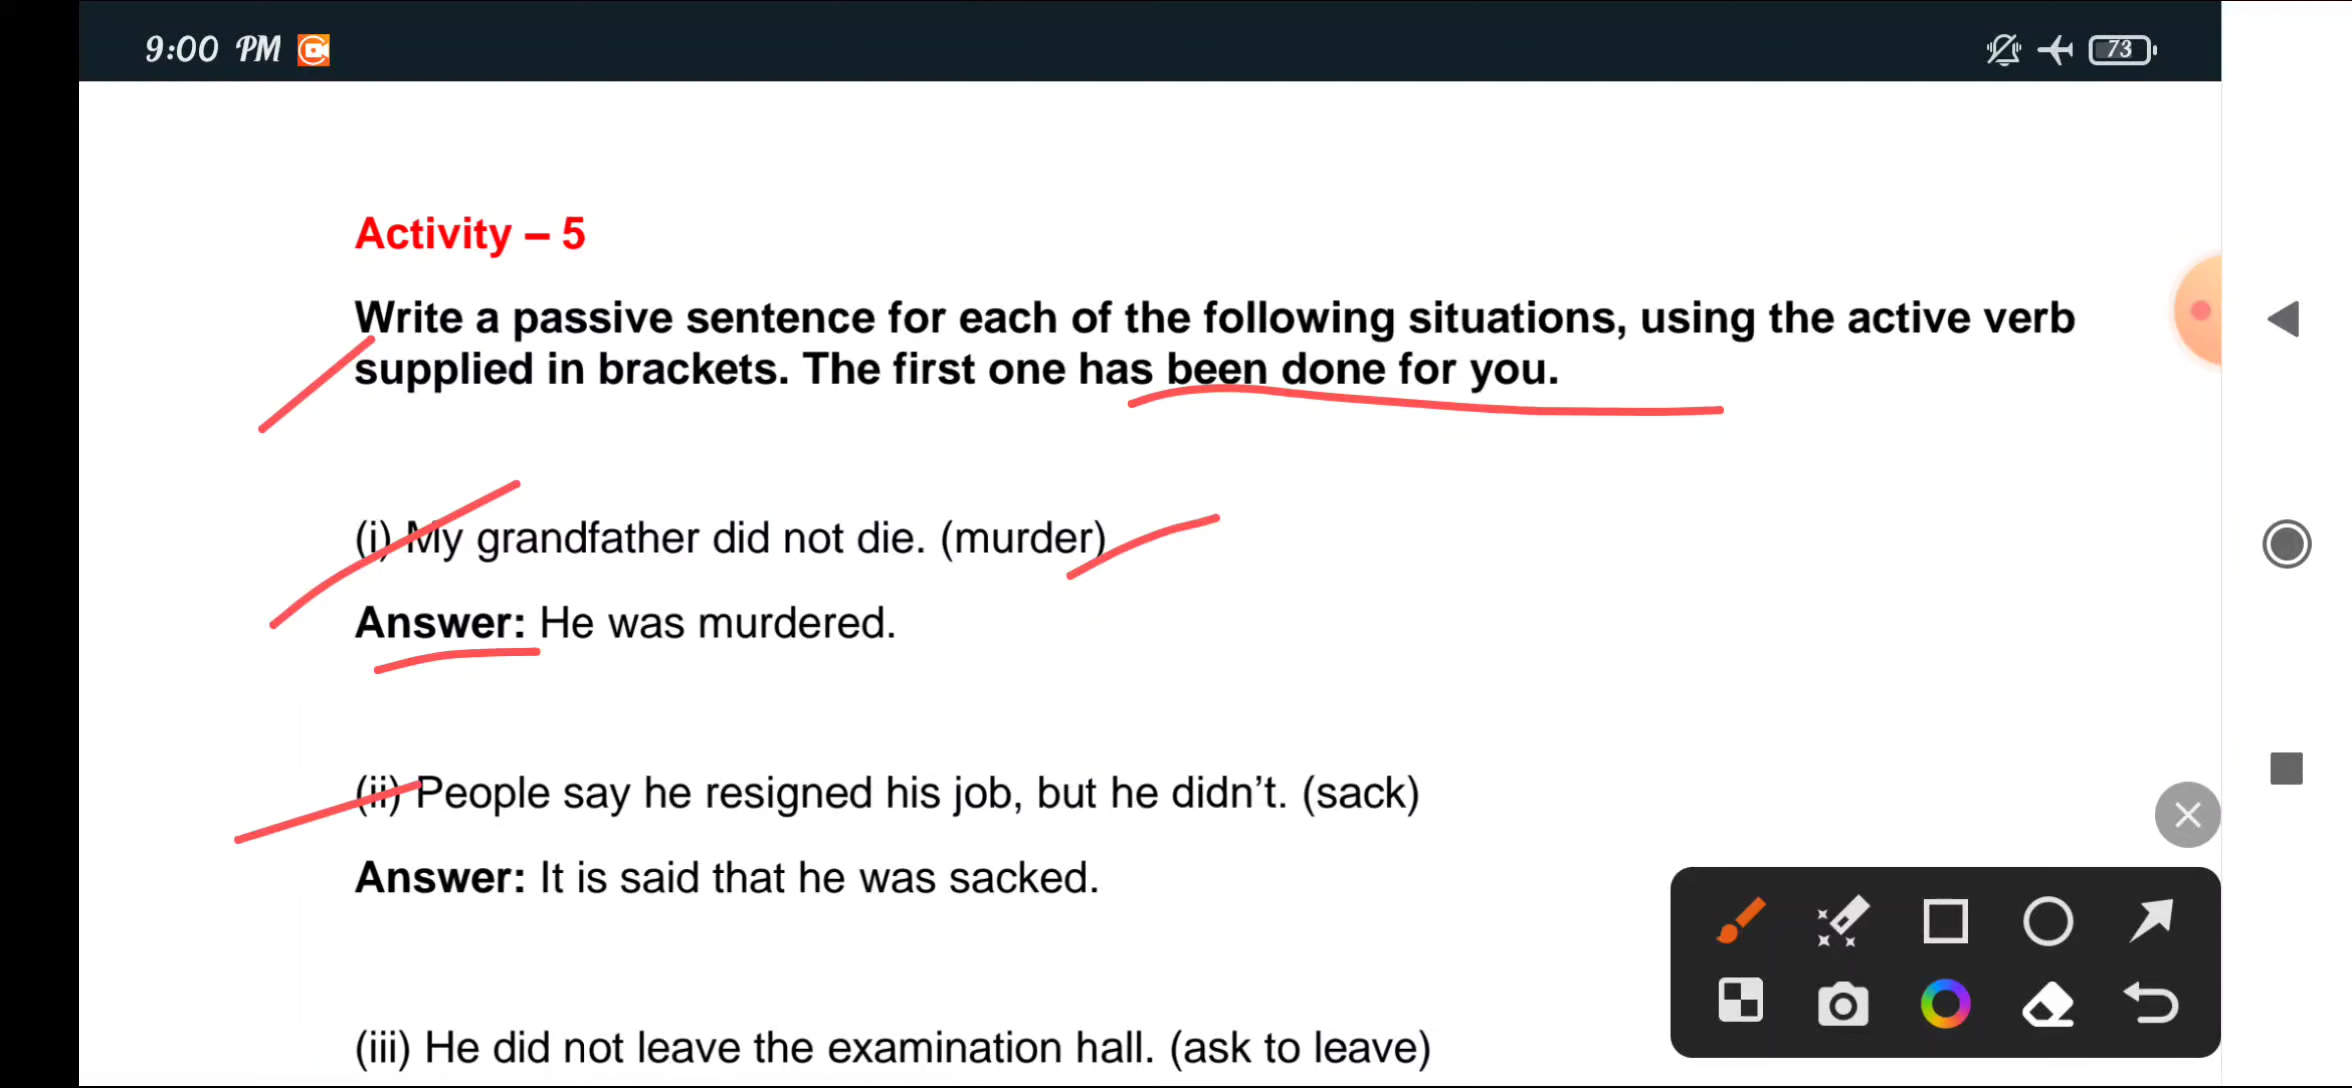 9:00 PM
73
Activity – 5
Write a passive sentence for each of the following situations, using the active verb
supplied in brackets. The first one has been done for you.
(i) My grandfather did not die. (murder)
Answer: He was murdered.
(ii) People say he resigned his job, but he didn’t. (sack)
Answer: It is said that he was sacked.
(iii) He did not leave the examination hall. (ask to leave)